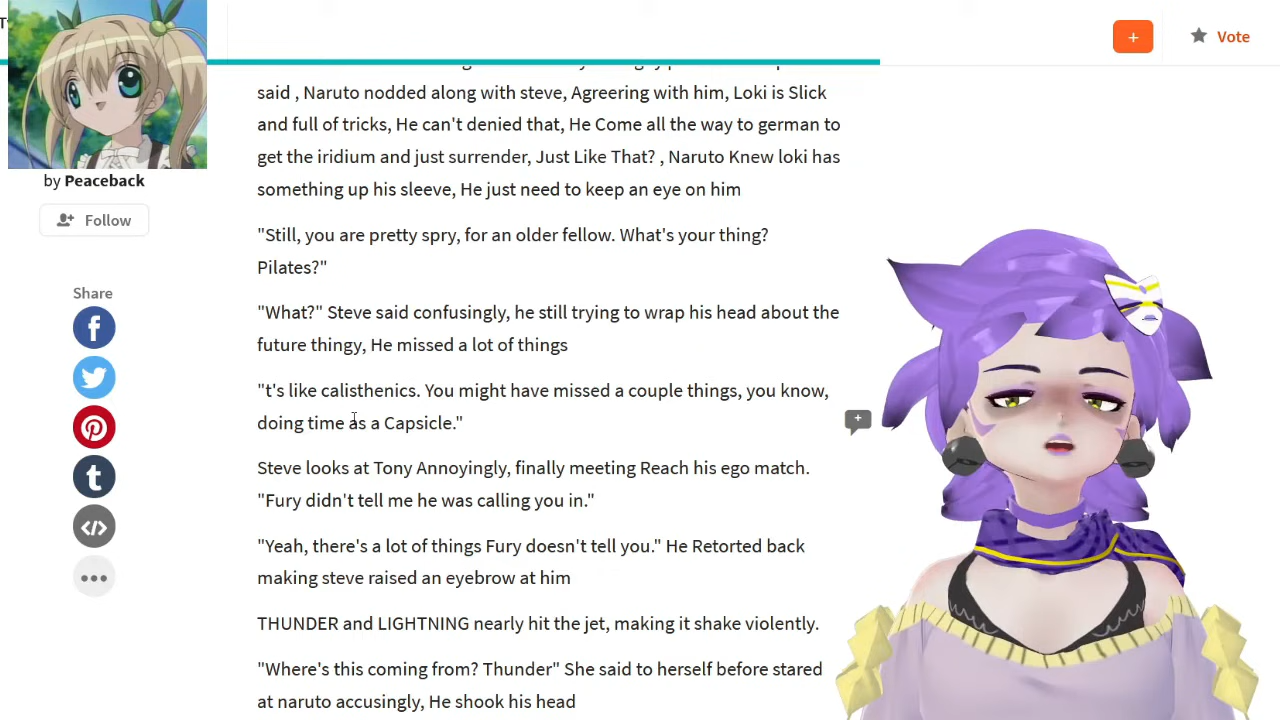 T
Vote
said , Naruto nodded along with steve, Agreeing with him, Loki is Slick
and full of tricks, He can't denied that, He Come all the way to german to
get the iridium and just surrender, Just Like That? , Naruto Knew loki has
something up his sleeve, He just need to keep an eye on him
by Peaceback
Follow
Share
"Still, you are pretty spry, for an older fellow. What's your thing?
Pilates?"
"What?" Steve said confusingly, he still trying to wrap his head about the
future thingy, He missed a lot of things
"t's like calisthenics. You might have missed a couple things, you know,
doing time as a Capsicle."
Steve looks at Tony Annoyingly, finally meeting Reach his ego match.
"Fury didn't tell me he was calling you in."
"Yeah, there's a lot of things Fury doesn't tell you." He Retorted back
making steve raised an eyebrow at him
THUNDER and LIGHTNING nearly hit the jet, making it shake violently.
"Where's this coming from? Thunder" She said to herself before stared
at naruto accusingly, He shook his head